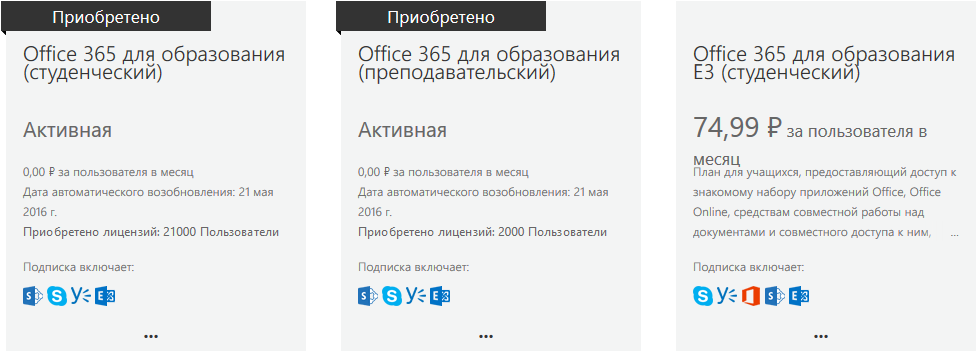 Приобретено
Office 365 для образования
(студенческий)
Активная
0,00 ₽ за пользователя в месяц
Дата автоматического возобновления: 21 мая
2016 г.
Приобретено лицензий: 21000 Пользователи
Подписка включает:
...
Приобретено
Office 365 для образования
(преподавательский)
Активная
0,00 ₽ за пользователя в месяц
Дата автоматического возобновления: 21 мая
2016 г.
Приобретено лицензий: 2000 Пользователи
Подписка включает:
...
Office 365 для образования
E3 (студенческий)
74,99 ₽ за пользователя в
месяц
План для учащихся, предоставляющий доступ к
знакомому набору приложений Office, Office
Online, средствам совместной работы над
документами и совместного доступа к ним, ...
Подписка включает:
...